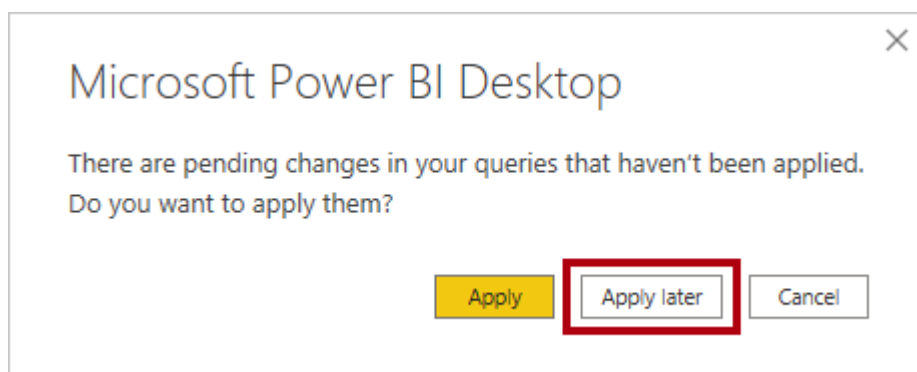 Microsoft Power BI Desktop
There are pending changes in your queries that haven't been applied.
Do you want to apply them?
Apply Apply later Cancel